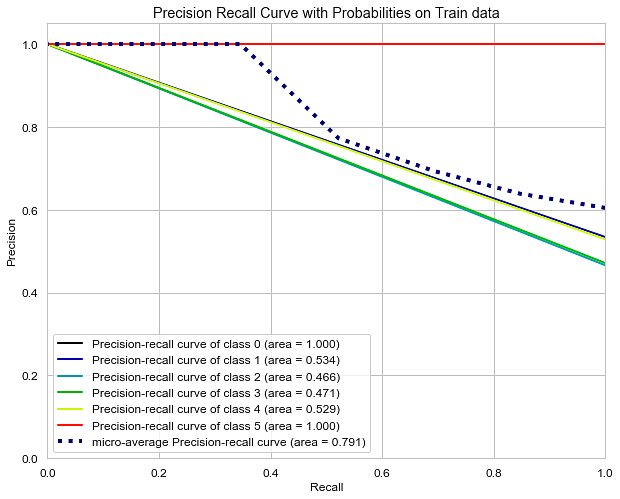 Precision Recall Curve with Probabilities on Train data
1.0
0.8
0.6
0.4
0.2
0.0
Precision
Precision-recall curve of class 0 (area = 1.000)
Precision-recall curve of class 1 (area = 0.534)
Precision-recall curve of class 2 (area = 0.466)
Precision-recall curve of class 3 (area = 0.471)
Precision-recall curve of class 4 (area = 0.529)
Precision-recall curve of class 5 (area = 1.000)
micro-average Precision-recall curve (area = 0.791)
0.0 0.2 0.4 0.6 0.8 1.0
Recall